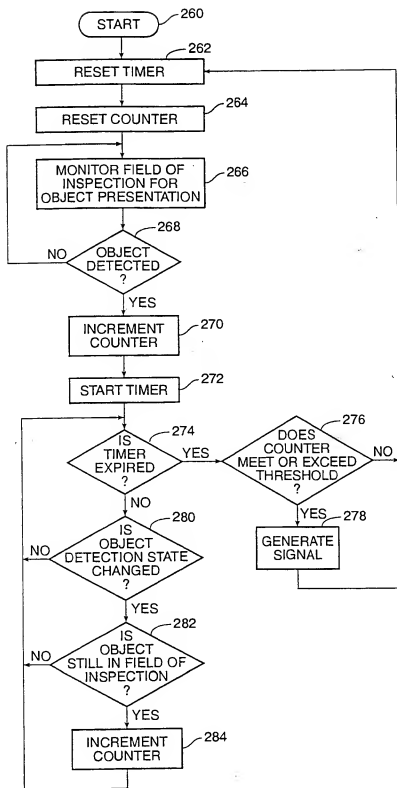 START
260
262
RESET TIMER
264
RESET COUNTER
MONITOR FIELD OF
INSPECTION FOR
OBJECT PRESENTATION
266
268
NO
OBJECT
DETECTED
?
YES
INCREMENT
COUNTER
270
START TIMER
272
274
IS
TIMER
EXPIRED
?
YES
276
DOES
COUNTER
MEET OR EXCEED
THRESHOLD
?
NO
NO
YES
278
GENERATE
SIGNAL
280
IS
OBJECT
DETECTION STATE
CHANGED
?
NO
YES
282
IS
OBJECT
STILL IN FIELD OF
INSPECTION
?
NO
YES
INCREMENT
COUNTER
284